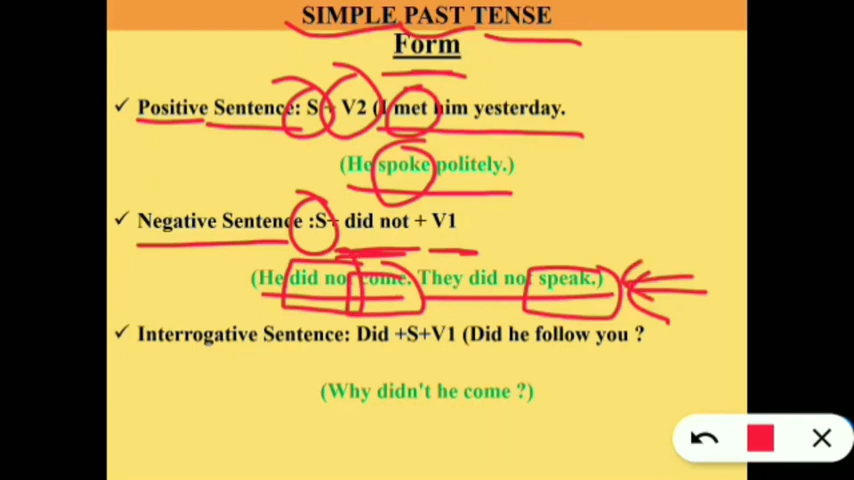 SIMPLE PAST TENSE
Form
✓ Positive Sentence: S+ V2 (I met him yesterday.
(He spoke politely.)
✓ Negative Sentence :S+ did not + V1
(He did not come. They did not speak.)
✓ Interrogative Sentence: Did +S+V1 (Did he follow you ?
(Why didn't he come ?)